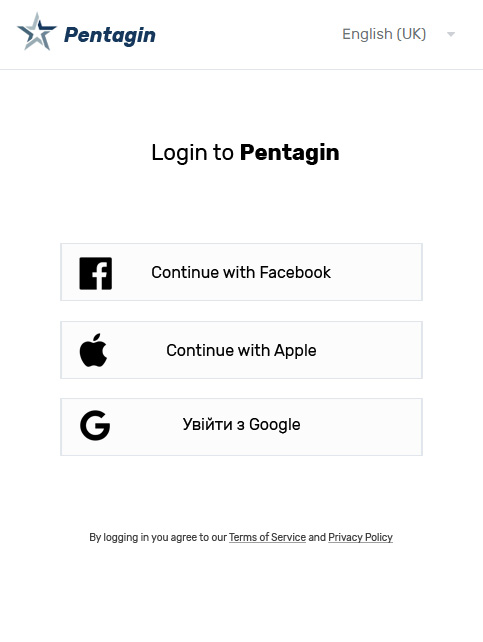 Pentagin
English (UK)
Login to Pentagin
Continue with Facebook
Continue with Apple
Увійти з Google
By logging in you agree to our Terms of Service and Privacy Policy